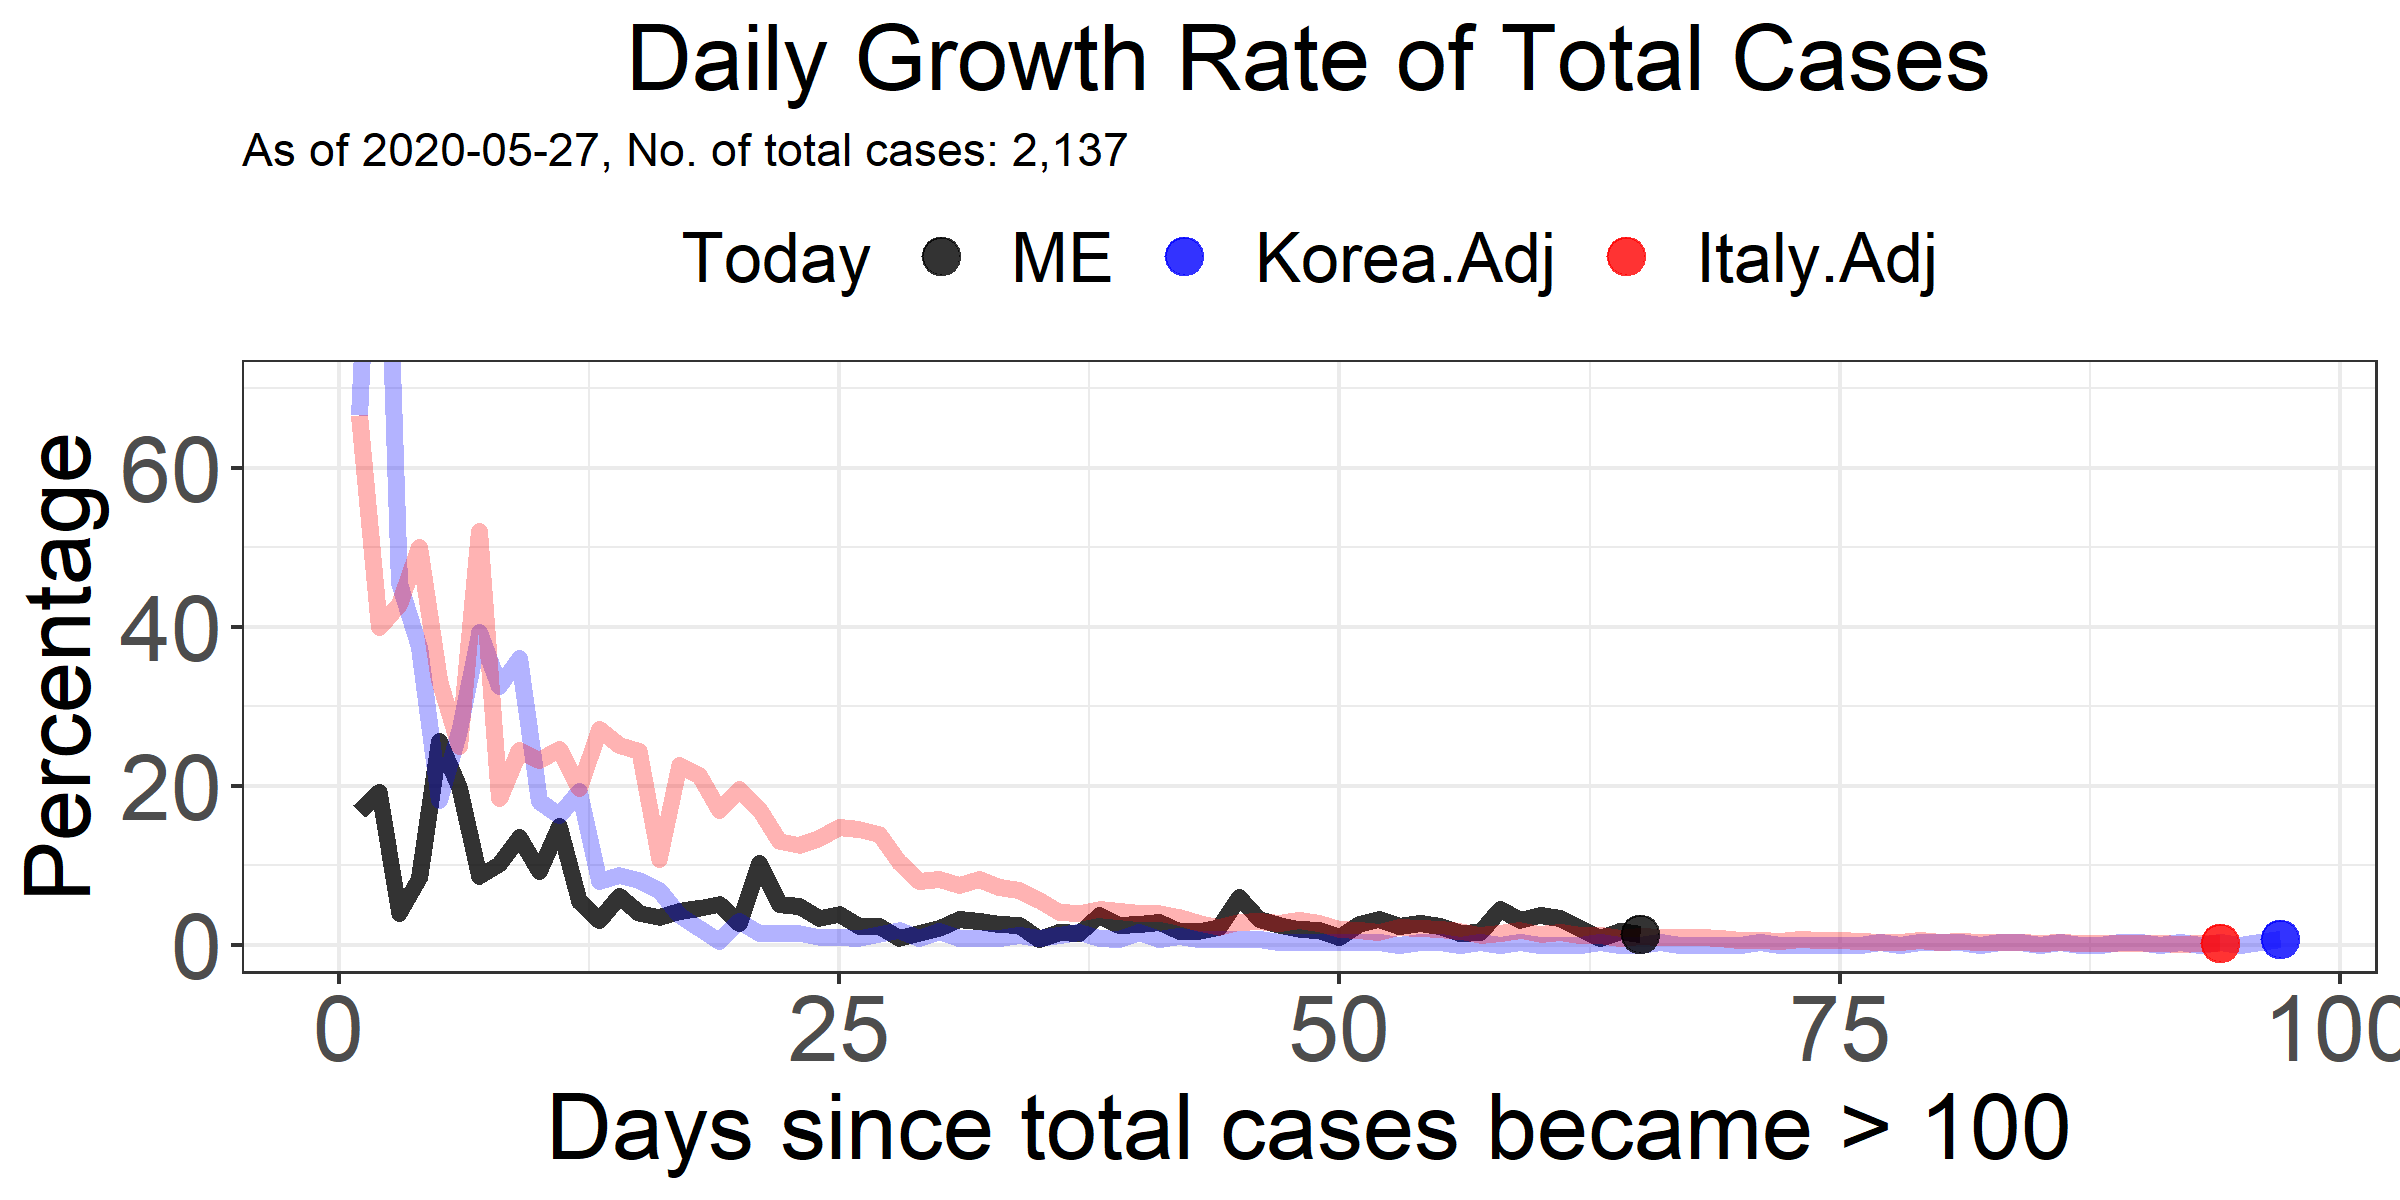 Daily Growth Rate of Total Cases
As of 2020-05-27, No. of total cases: 2,137
Today ME Korea.Adj Italy.Adj
Percentage
60
40
20
0
0 25 50 75 100
Days since total cases became > 100